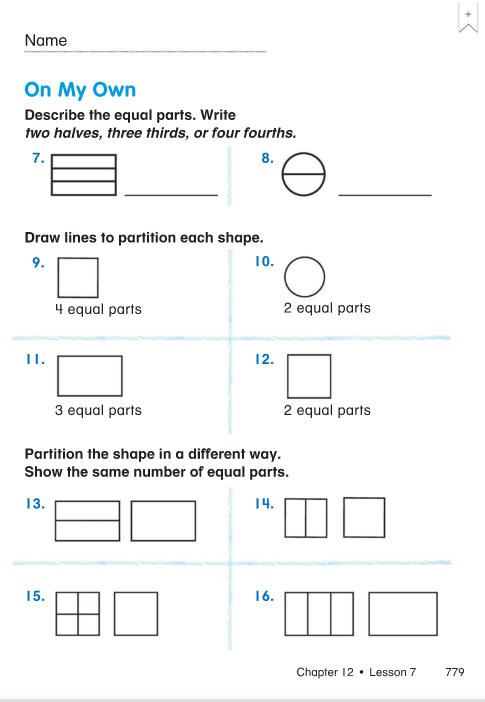 +
Name
On My Own
Describe the equal parts. Write
two halves, three thirds, or four fourths.
7.
8.
Draw lines to partition each shape.
9.
10.
4 equal parts
2 equal parts
11.
12.
3 equal parts
2 equal parts
Partition the shape in a different way.
Show the same number of equal parts.
13.
14.
15.
16.
Chapter 12 • Lesson 7 779